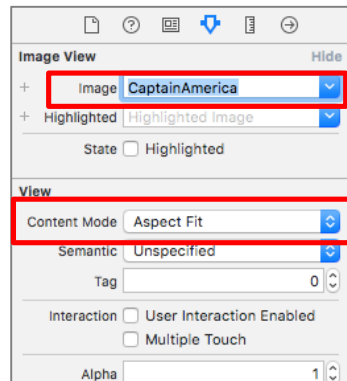 Image View Hide
+ Image CaptainAmerica
+ Highlighted Highlighted Image
State Highlighted
View
Content Mode Aspect Fit
Semantic Unspecified
Tag 0
Interaction User Interaction Enabled
Multiple Touch
Alpha 1